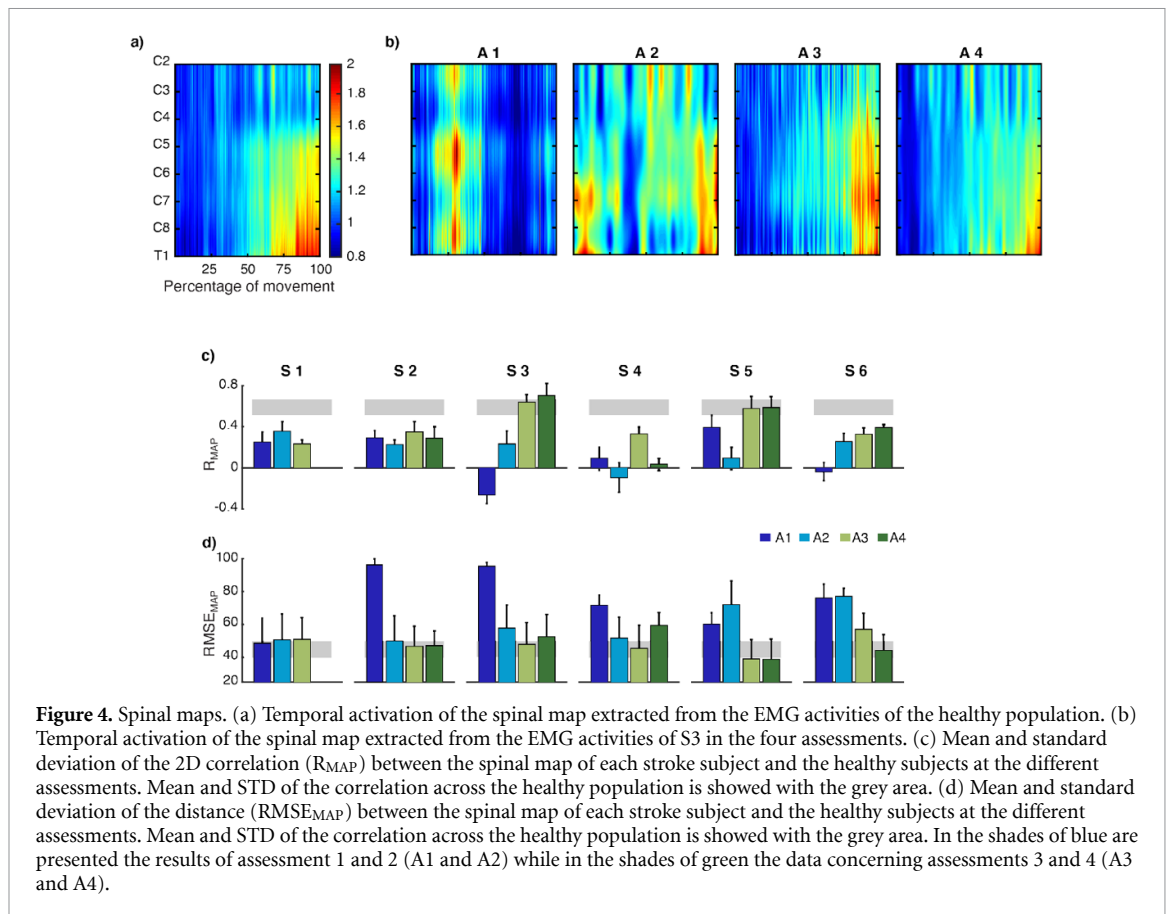 a)
C2
C3
C4
C5
C6
C7
C8
T1
25 50 75 100
Percentage of movement
2
1.8
1.6
1.4
1.2
1
0.8
b)
A 1 A 2 A 3 A 4
c)
S 1 S 2 S 3 S 4 S 5 S 6
0.8
0.4
0
-0.4
RMAP
A1 A2 A3 A4
d)
100
80
60
40
20
RMSEMAP
Figure 4. Spinal maps. (a) Temporal activation of the spinal map extracted from the EMG activities of the healthy population. (b)
Temporal activation of the spinal map extracted from the EMG activities of S3 in the four assessments. (c) Mean and standard
deviation of the 2D correlation (RMAP) between the spinal map of each stroke subject and the healthy subjects at the different
assessments. Mean and STD of the correlation across the healthy population is showed with the grey area. (d) Mean and standard
deviation of the distance (RMSEMAP) between the spinal map of each stroke subject and the healthy subjects at the different
assessments. Mean and STD of the correlation across the healthy population is showed with the grey area. In the shades of blue are
presented the results of assessment 1 and 2 (A1 and A2) while in the shades of green the data concerning assessments 3 and 4 (A3
and A4).